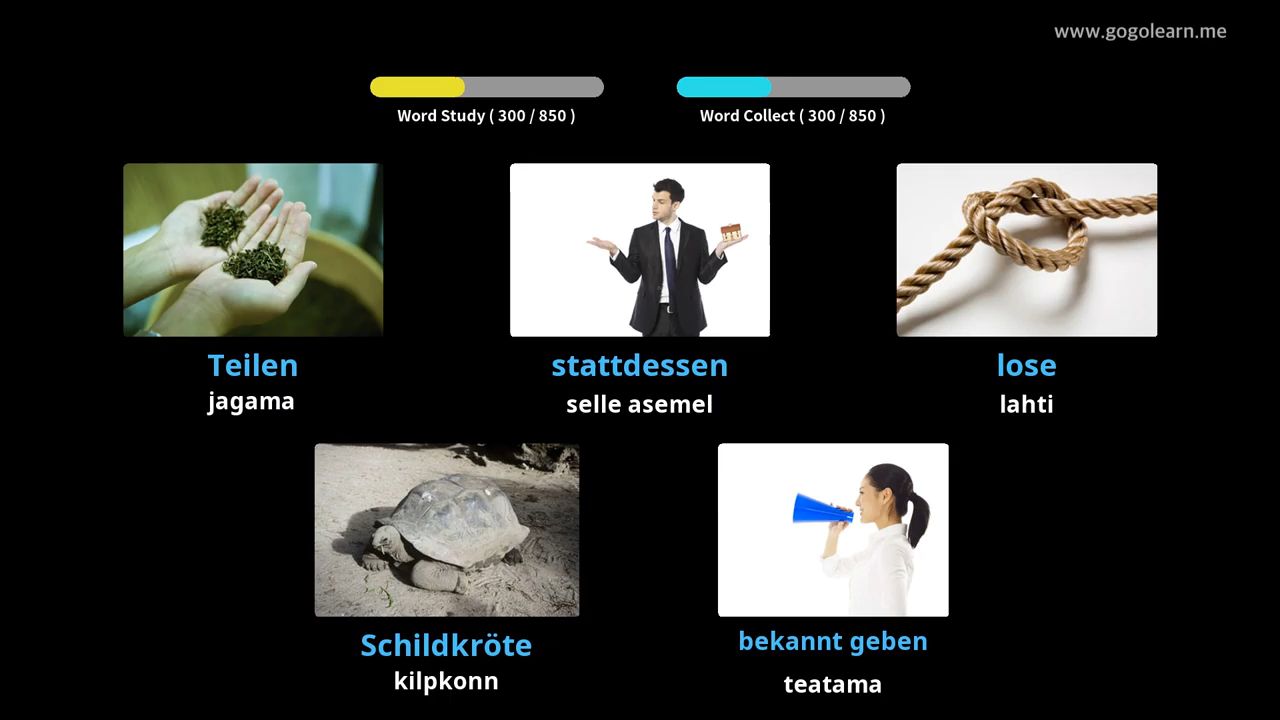 www.gogolearn.me
Word Study ( 300 / 850 )
Word Collect ( 300 / 850 )
Teilen
jagama
stattdessen
selle asemel
lose
lahti
Schildkröte
kilpkonn
bekannt geben
teatama